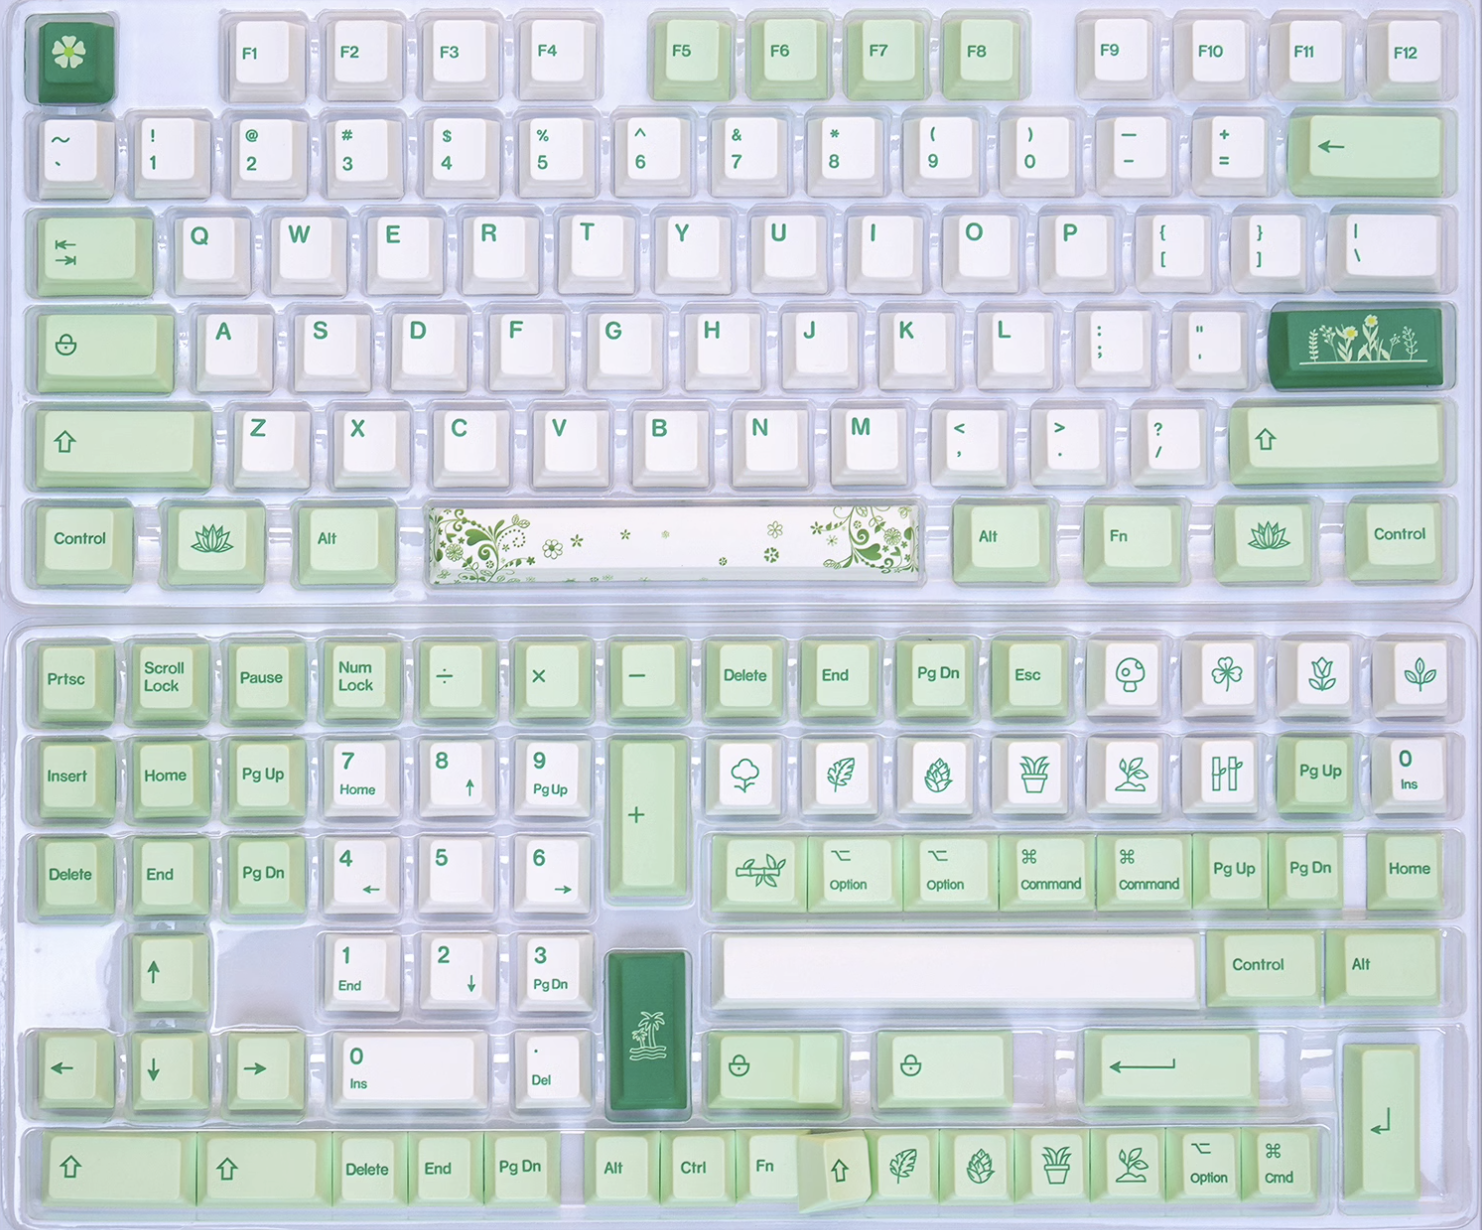 F1 F2 F3 F4 F5 F6 F7 F8 F9 F10 F11 F12
~ ! @ # $ % ^ & * ( ) — +
` 1 2 3 4 5 6 7 8 9 0 - = ←
⇤ Q W E R T Y U I O P { } |
⇥ [ ] \
A S D F G H J K L : "
; '
⇧ Z X C V B N M < > ? ⇧
, . /
Control Alt Alt Fn Control
Prtsc Scroll Pause Num ÷ × − Delete End Pg Dn Esc
Lock Lock
Insert Home Pg Up 7 8 9 + Pg Up 0
Home ↑ Pg Up Ins
Delete End Pg Dn 4 5 6 ⌥ ⌥ ⌘ ⌘ Pg Up Pg Dn Home
← → Option Option Command Command
↑ 1 2 3 Control Alt
End ↓ Pg Dn
← ↓ → 0 . ⟵ ↵
Ins Del
⇧ ⇧ Delete End Pg Dn Alt Ctrl Fn ⇧ ⌥ ⌘
Option Cmd